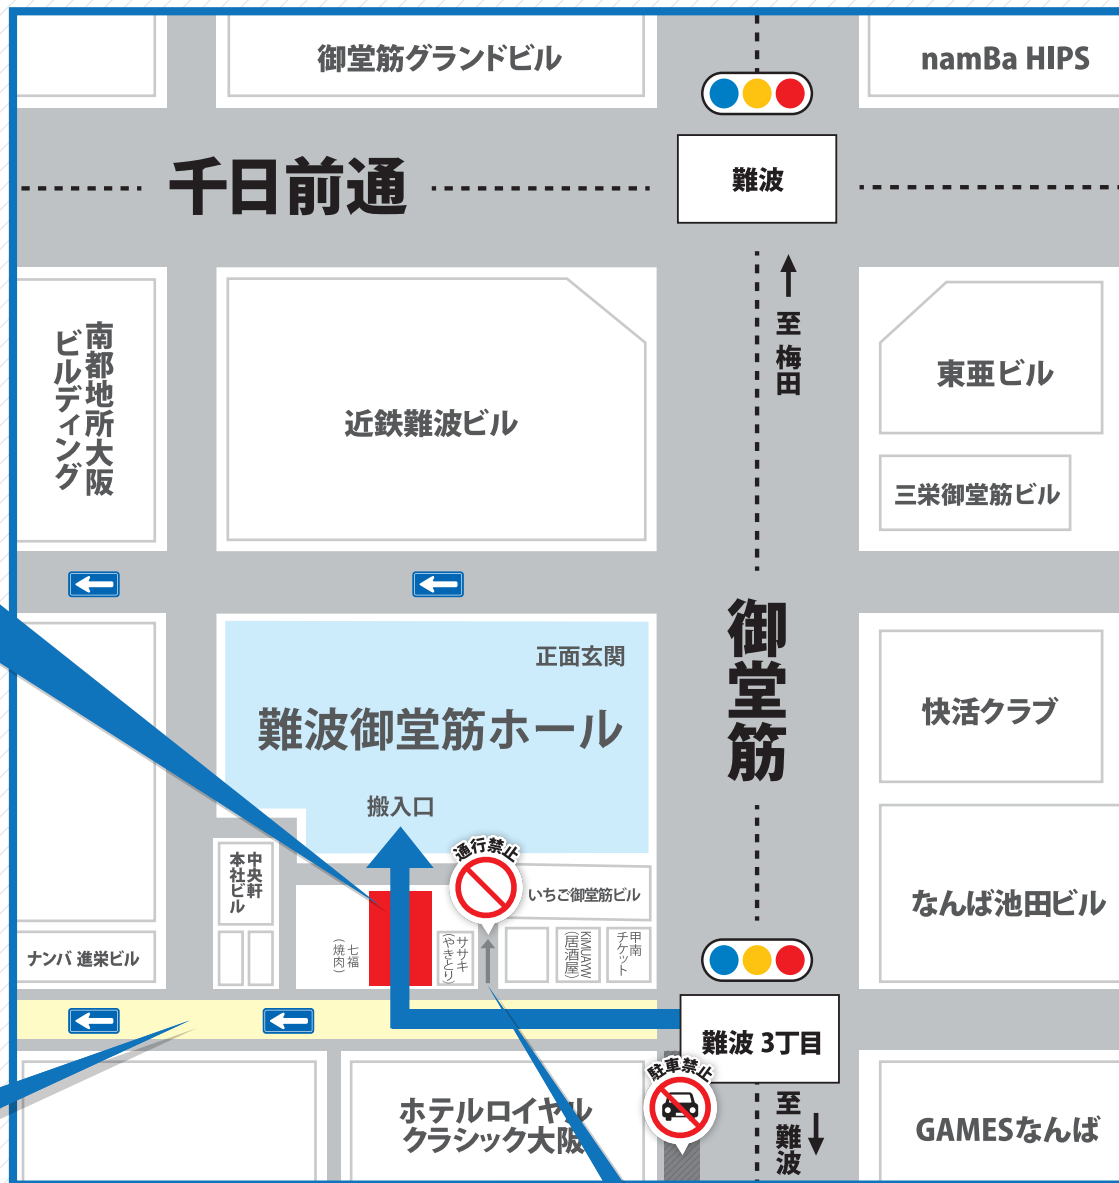 御堂筋グランドビル
namBa HIPS
千日前通
難波
至 梅田
南都地所大阪
ビルディング
近鉄難波ビル
東亜ビル
三栄御堂筋ビル
御堂筋
正面玄関
難波御堂筋ホール
搬入口
快活クラブ
通行禁止
中央軒
本社ビル
いちご御堂筋ビル
なんば池田ビル
ナンバ 進栄ビル
七福
(焼肉)
ササキ
(やきとり)
KIMUAYW
(居酒屋)
甲南
チケット
難波 3丁目
駐車禁止
ホテルロイヤル
クラシック大阪
至 難波
GAMESなんば